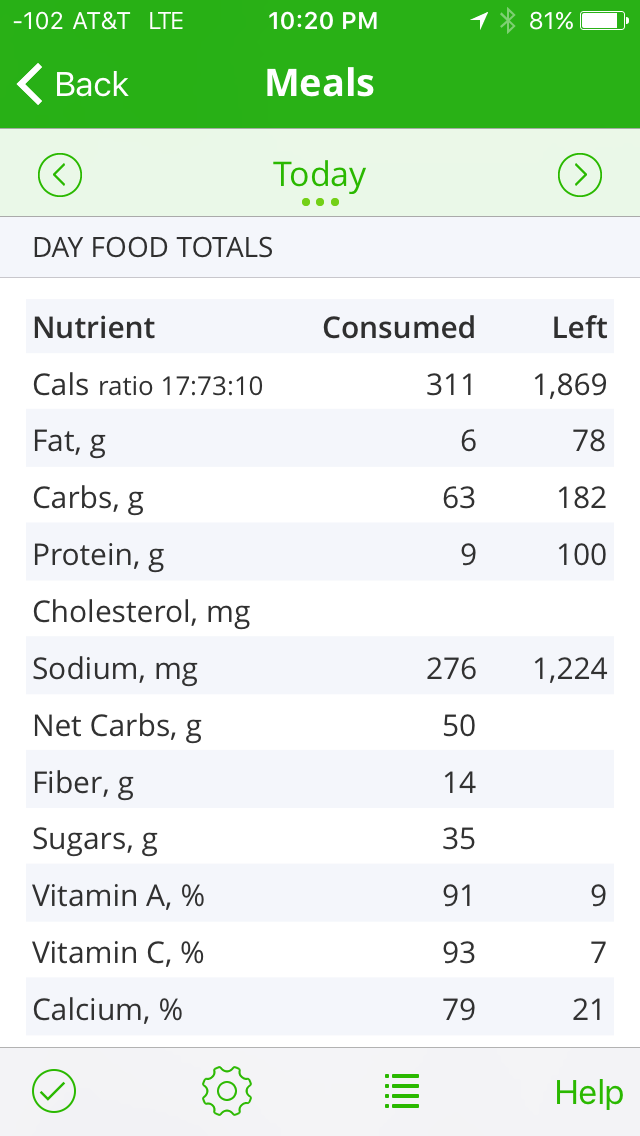 -102 AT&T LTE 10:20 PM 81%
Back Meals
Today
DAY FOOD TOTALS
Nutrient Consumed Left
Cals ratio 17:73:10 311 1,869
Fat, g 6 78
Carbs, g 63 182
Protein, g 9 100
Cholesterol, mg
Sodium, mg 276 1,224
Net Carbs, g 50
Fiber, g 14
Sugars, g 35
Vitamin A, % 91 9
Vitamin C, % 93 7
Calcium, % 79 21
Help